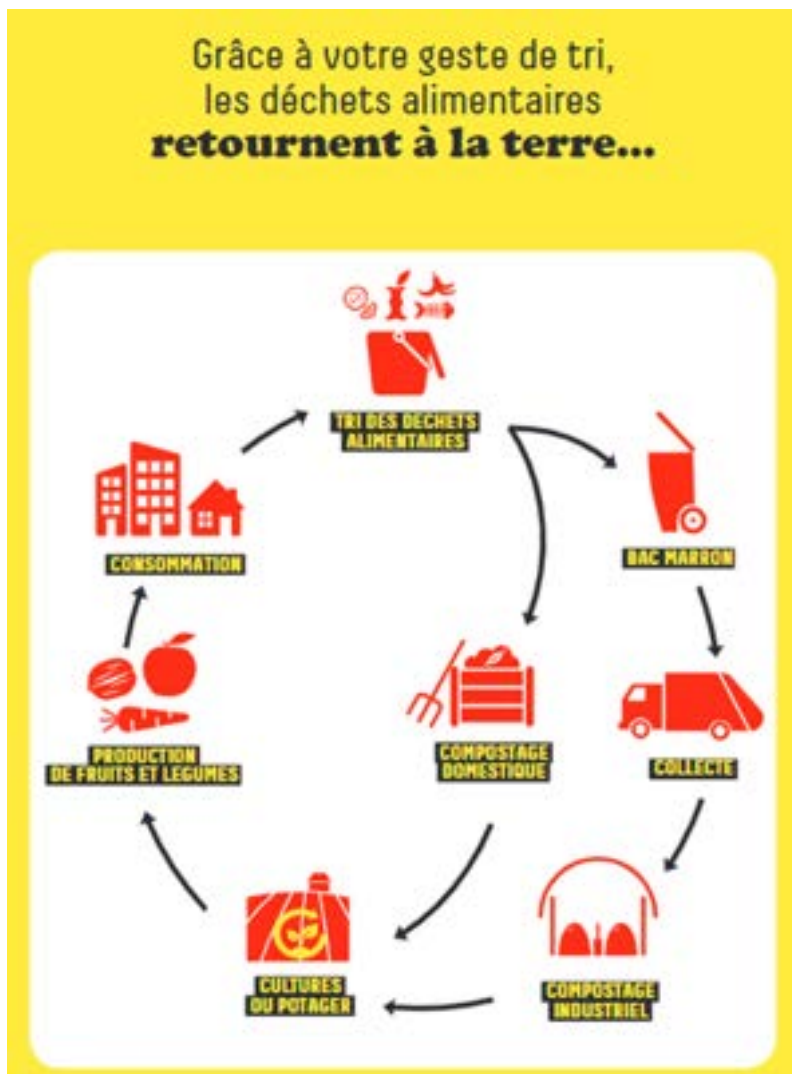 Grâce à votre geste de tri,
les déchets alimentaires
retournent à la terre...
TRI DES DECHETS
ALIMENTAIRES
BAC MARRON
CONSOMMATION
COMPOSTAGE
DOMESTIQUE
COLLECTE
PRODUCTION
DE FRUITS ET LEGUMES
CULTURES
OU POTAGER
COMPOSTAGE
INDUSTRIEL